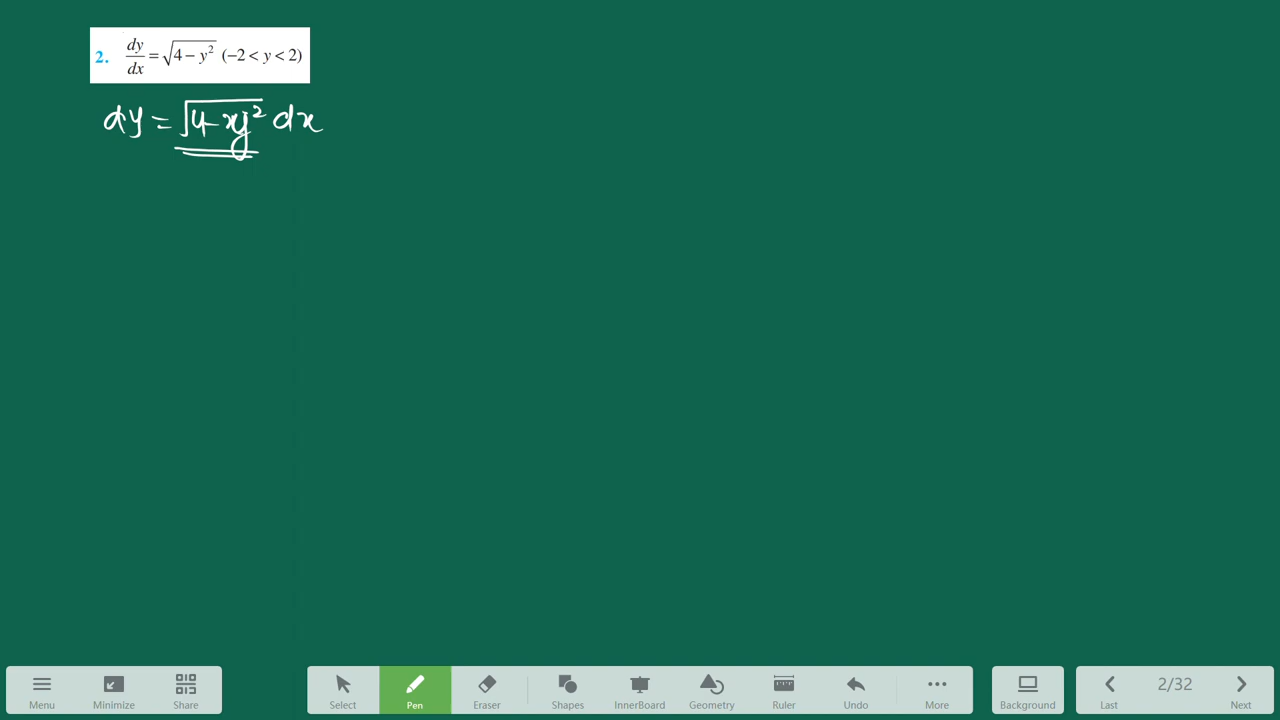 2. dy/dx = √(4 − y²) (−2 < y < 2)
dy = √(4 − xy²) dx
Menu Minimize Share Select Pen Eraser Shapes InnerBoard Geometry Ruler Undo More Background Last 2/32 Next